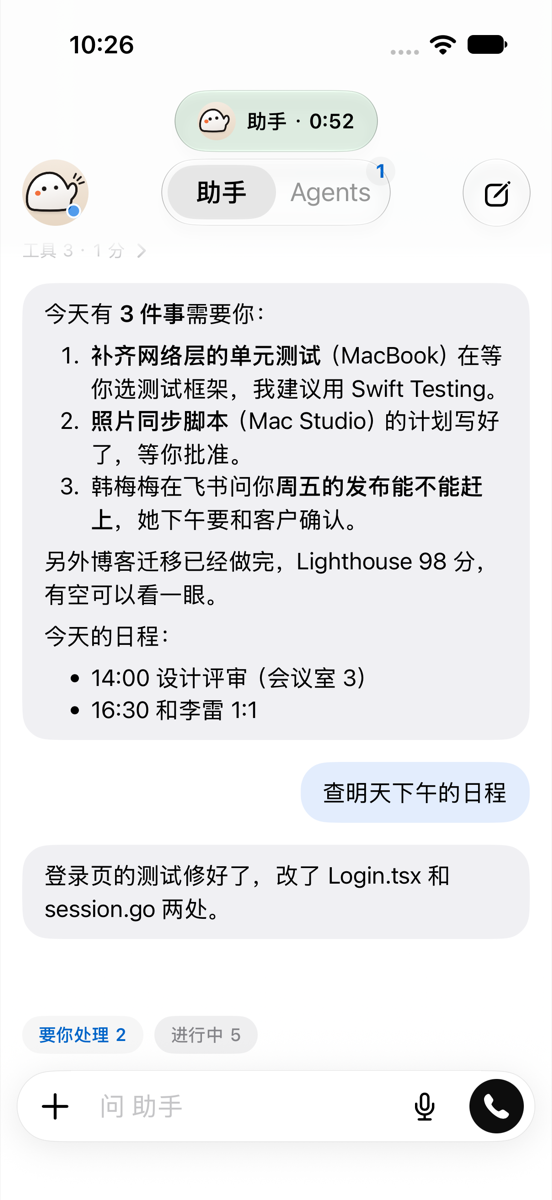 10:26
助手 · 0:52
助手
Agents
1
工具 3 · 1 分
今天有 3 件事需要你：
1. 补齐网络层的单元测试（MacBook）在等
你选测试框架，我建议用 Swift Testing。
2. 照片同步脚本（Mac Studio）的计划写好
了，等你批准。
3. 韩梅梅在飞书问你周五的发布能不能赶
上，她下午要和客户确认。
另外博客迁移已经做完，Lighthouse 98 分，
有空可以看一眼。
今天的日程：
• 14:00 设计评审（会议室 3）
• 16:30 和李雷 1:1
查明天下午的日程
登录页的测试修好了，改了 Login.tsx 和
session.go 两处。
要你处理 2
进行中 5
问 助手